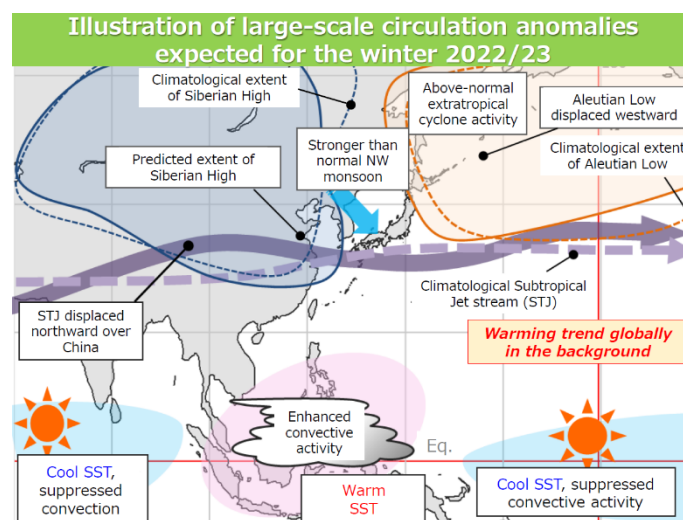 Illustration of large-scale circulation anomalies
expected for the winter 2022/23
Climatological extent
of Siberian High
Above-normal
extratropical
cyclone activity
Aleutian Low
displaced westward
Predicted extent of
Siberian High
Stronger than
normal NW
monsoon
Climatological extent
of Aleutian Low
STJ displaced
northward over
China
Climatological Subtropical
Jet stream (STJ)
Warming trend globally
in the background
Enhanced
convective
activity
Eq.
Cool SST,
suppressed
convection
Warm
SST
Cool SST, suppressed
convective activity